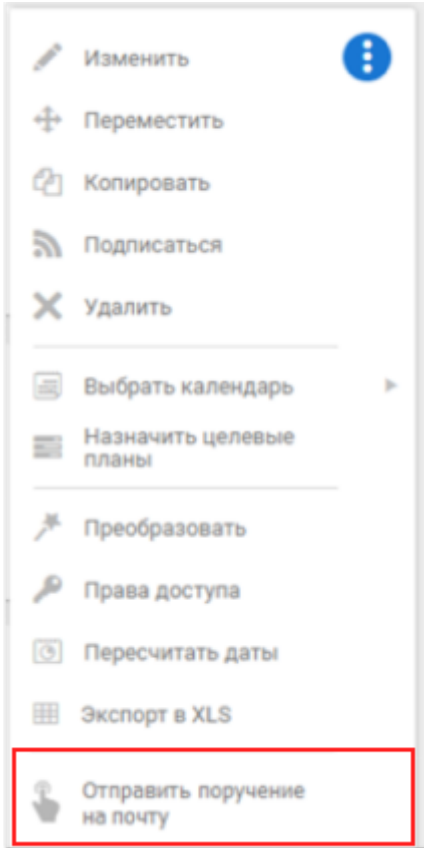 Изменить
Переместить
Копировать
Подписаться
Удалить
Выбрать календарь
Назначить целевые
планы
Преобразовать
Права доступа
Пересчитать даты
Экспорт в XLS
Отправить поручение
на почту